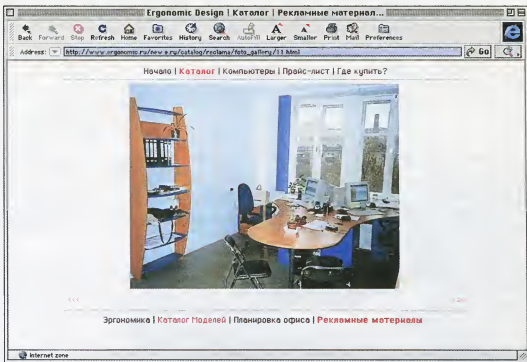 Ergonomic Design | Каталог | Рекламные материал...
Back Forward Stop Refresh Home Favorites History Search AutoFill Larger Smaller Print Mail Preferences
Address: http://www.ergonomic.ru/new e.ru/catalog/reclama/foto_gallery/11.html Go
Начало | Каталог | Компьютеры | Прайс-лист | Где купить?
Эргономика | Каталог Моделей | Планировка офиса | Рекламные материалы
Internet zone